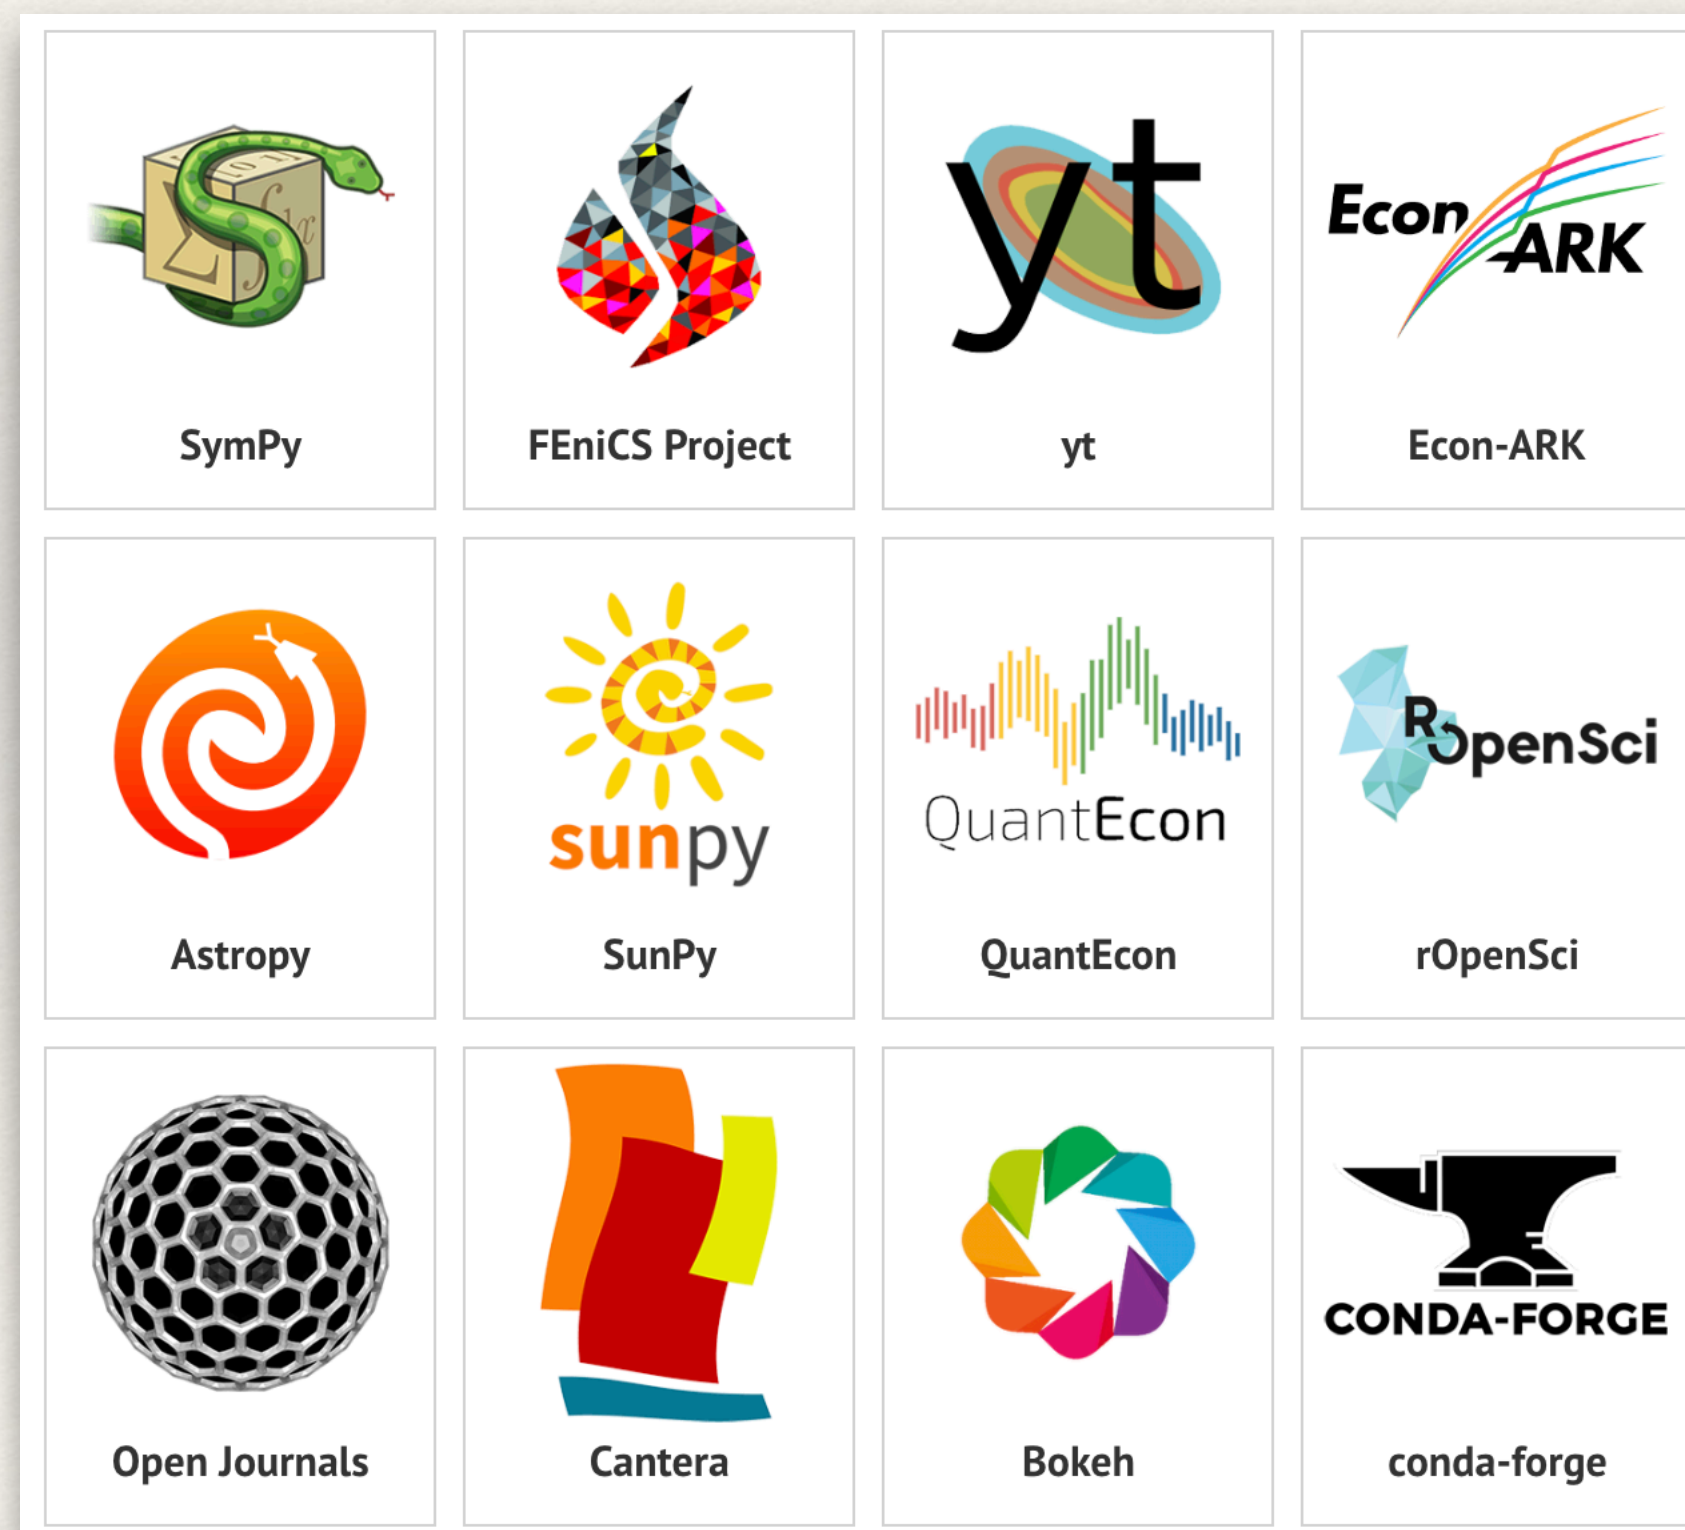 yt
Econ
ARK
SymPy
FEniCS Project
yt
Econ-ARK
sunpy
QuantEcon
ROpenSci
Astropy
SunPy
QuantEcon
rOpenSci
CONDA-FORGE
Open Journals
Cantera
Bokeh
conda-forge